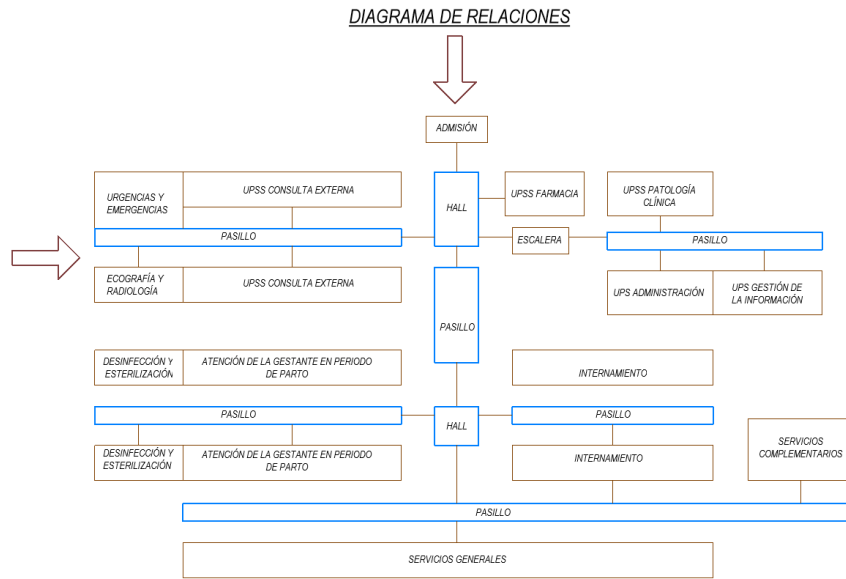 DIAGRAMA DE RELACIONES
ADMISIÓN
URGENCIAS Y
EMERGENCIAS
UPSS CONSULTA EXTERNA
HALL
UPSS FARMACIA
UPSS PATOLOGÍA
CLÍNICA
PASILLO
ESCALERA
PASILLO
ECOGRAFÍA Y
RADIOLOGÍA
UPSS CONSULTA EXTERNA
UPS ADMINISTRACIÓN
UPS GESTIÓN DE
LA INFORMACIÓN
PASILLO
DESINFECCIÓN Y
ESTERILIZACIÓN
ATENCIÓN DE LA GESTANTE EN PERIODO
DE PARTO
INTERNAMIENTO
PASILLO
HALL
PASILLO
DESINFECCIÓN Y
ESTERILIZACIÓN
ATENCIÓN DE LA GESTANTE EN PERIODO
DE PARTO
INTERNAMIENTO
SERVICIOS
COMPLEMENTARIOS
PASILLO
SERVICIOS GENERALES